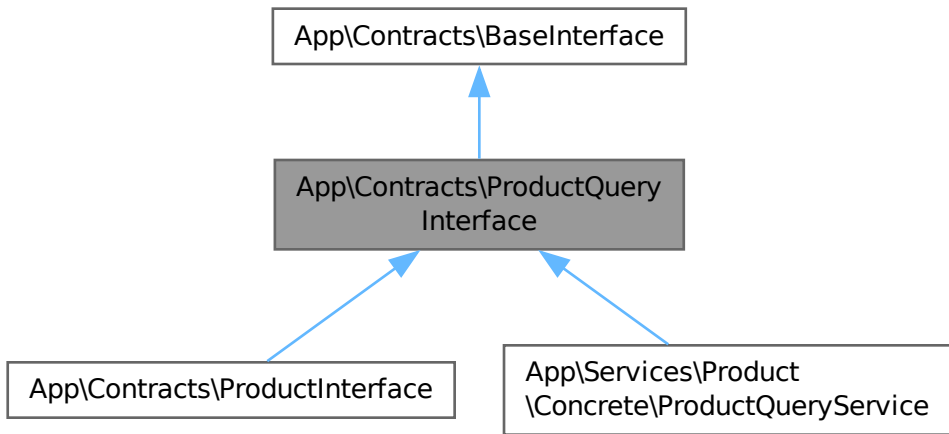 App\Contracts\BaseInterface
App\Contracts\ProductQuery
Interface
App\Contracts\ProductInterface
App\Services\Product
\Concrete\ProductQueryService